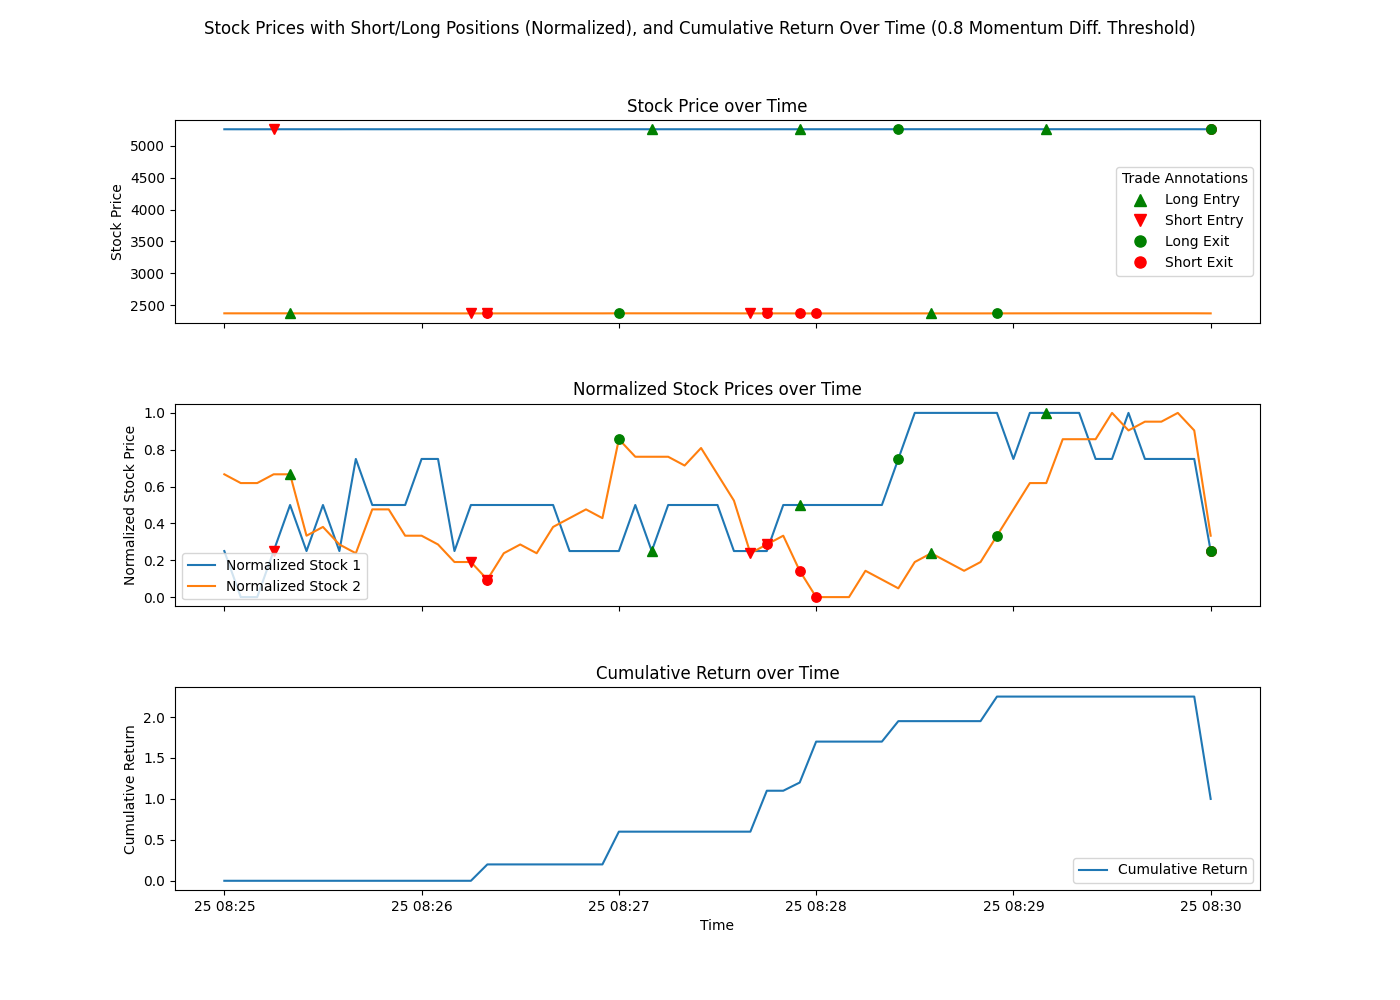 Stock Prices with Short/Long Positions (Normalized), and Cumulative Return Over Time (0.8 Momentum Diff. Threshold)
Stock Price over Time
Stock Price
5000
4500
4000
3500
3000
2500
Trade Annotations
Long Entry
Short Entry
Long Exit
Short Exit
Normalized Stock Prices over Time
Normalized Stock Price
1.0
0.8
0.6
0.4
0.2
0.0
Normalized Stock 1
Normalized Stock 2
Cumulative Return over Time
Cumulative Return
2.0
1.5
1.0
0.5
0.0
Cumulative Return
25 08:25 25 08:26 25 08:27 25 08:28 25 08:29 25 08:30
Time